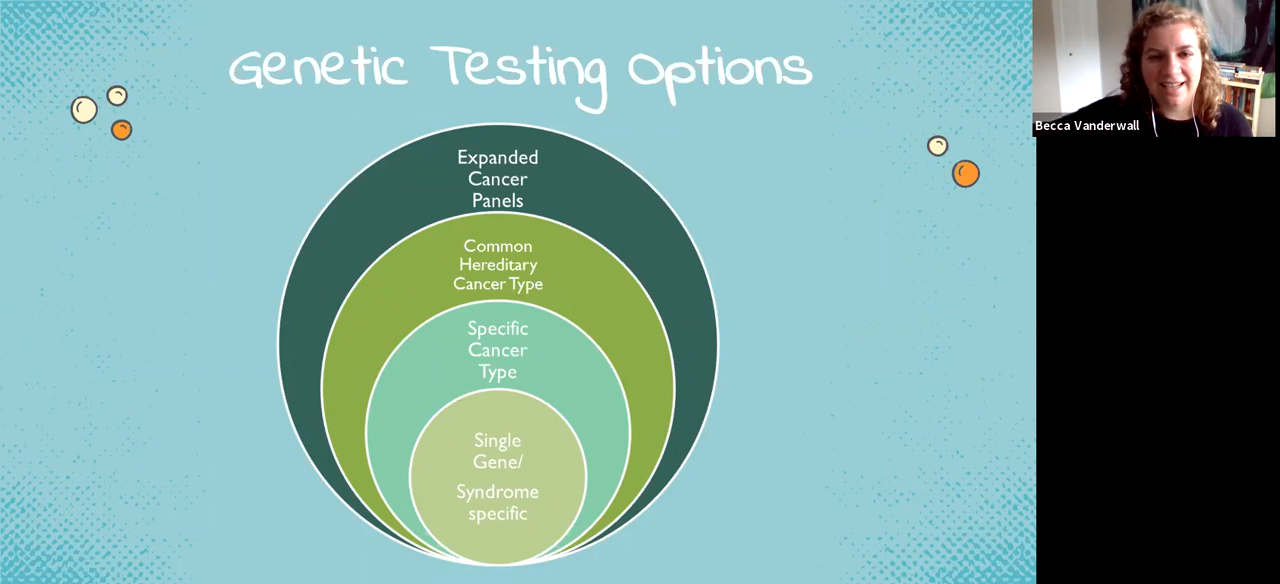 Genetic Testing Options
Becca Vanderwall
Expanded
Cancer
Panels
Common
Hereditary
Cancer Type
Specific
Cancer
Type
Single
Gene/
Syndrome
specific